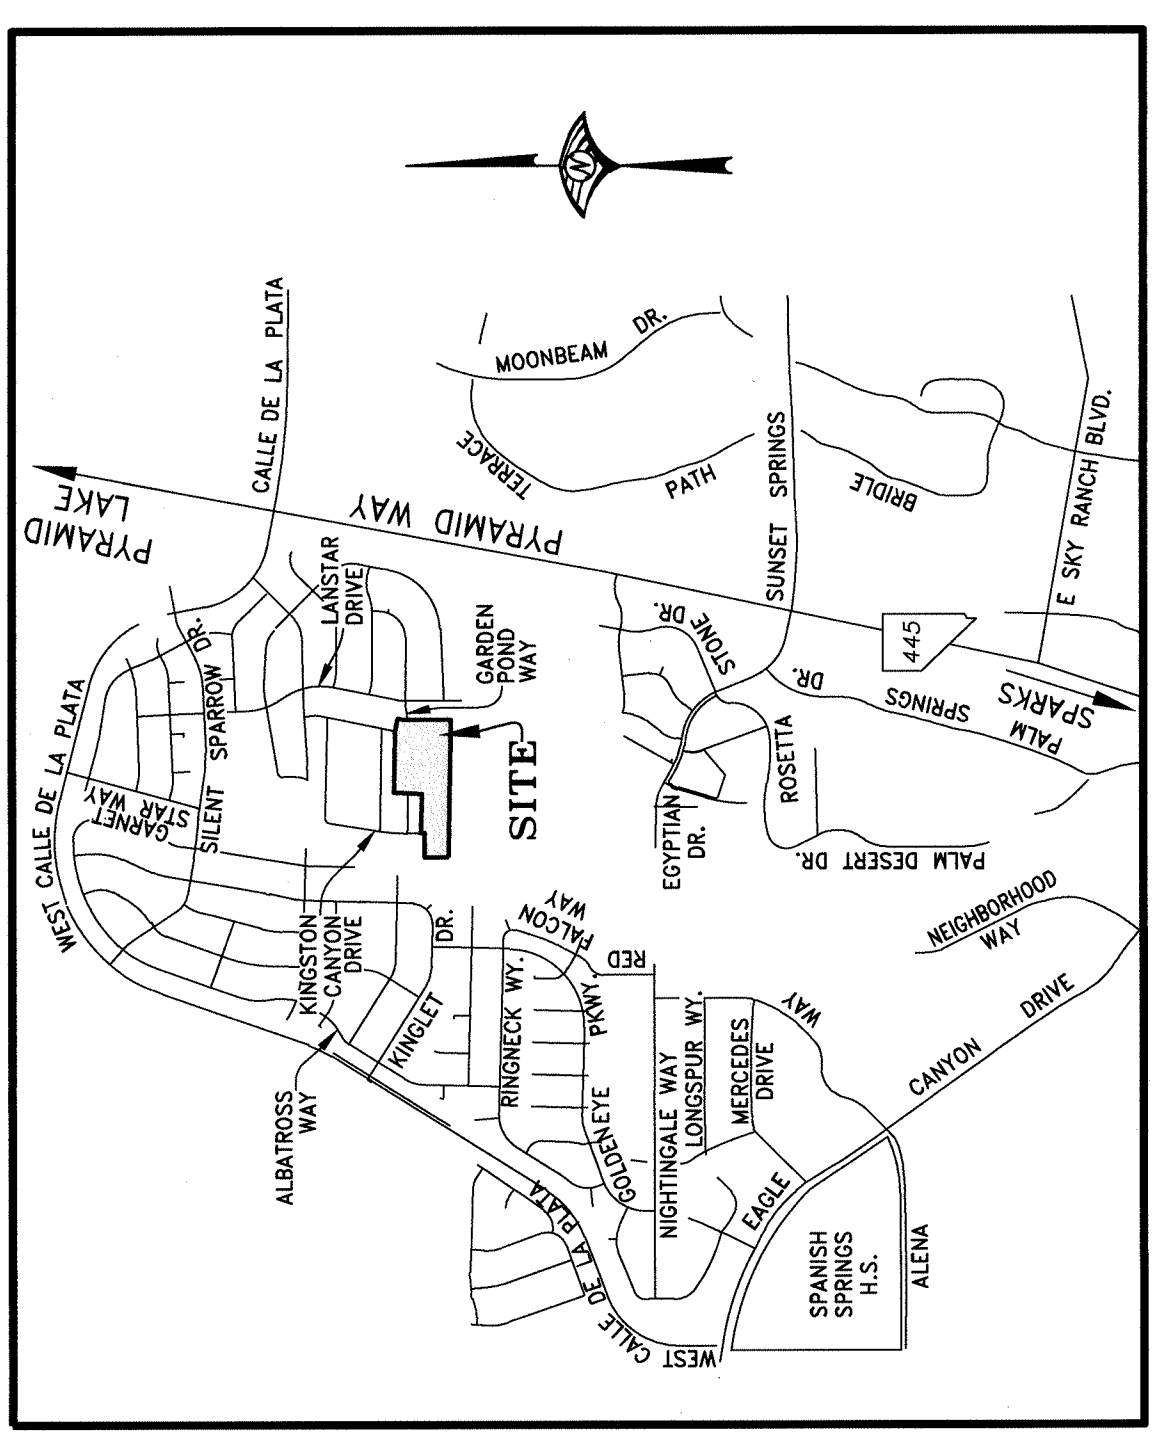 N
CALLE DE LA PLATA
MOONBEAM DR.
TERRACE
PATH
SUNSET SPRINGS
BRIDLE
E SKY RANCH BLVD.
PYRAMID
LAKE
PYRAMID WAY
LANSTAR
DRIVE
GARDEN
POND
WAY
STONE DR.
445
SPARKS
PALM SPRINGS DR.
ROSETTA
WEST CALLE DE LA PLATA
SILENT SPARROW DR.
GARNET
STAR WAY
SITE
EGYPTIAN
DR.
PALM DESERT DR.
KINGSTON
CANYON
DRIVE
KINGLET DR.
FALCON
WAY
RED
NEIGHBORHOOD
WAY
ALBATROSS
WAY
RINGNECK WY.
GOLDEN EYE PKWY.
NIGHTINGALE WAY
LONGSPUR WY.
MERCEDES
DRIVE
WAY
EAGLE CANYON DRIVE
SPANISH
SPRINGS
H.S.
ALENA
WEST CALLE DE LA PLATA